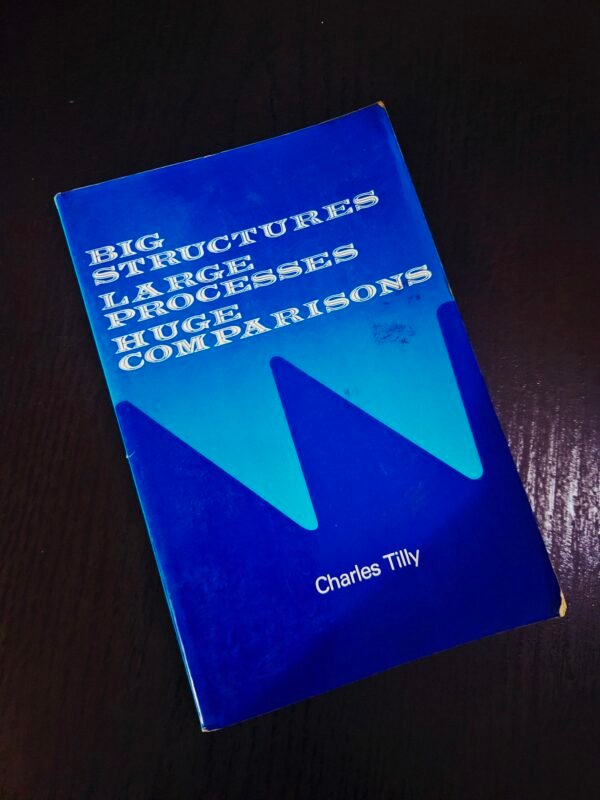 BIG
STRUCTURES
LARGE
PROCESSES
HUGE
COMPARISONS
Charles Tilly